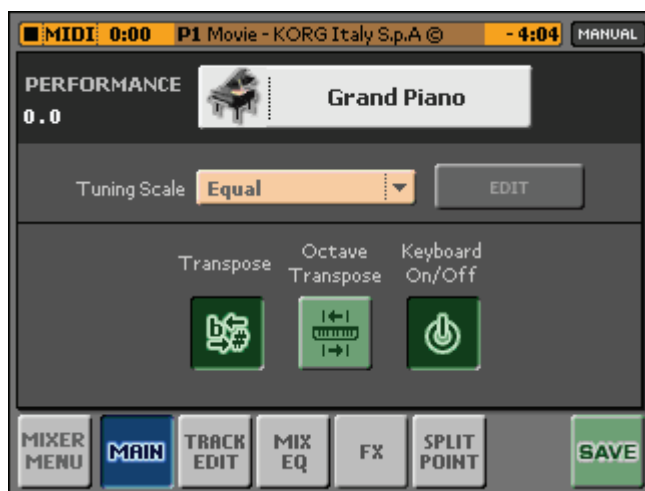 MIDI 0:00 P1 Movie - KORG Italy S.p.A © - 4:04 MANUAL
PERFORMANCE
0.0
Grand Piano
Tuning Scale Equal EDIT
Transpose
Octave
Transpose
Keyboard
On/Off
b #
MIXER
MENU
MAIN
TRACK
EDIT
MIX
EQ
FX
SPLIT
POINT
SAVE